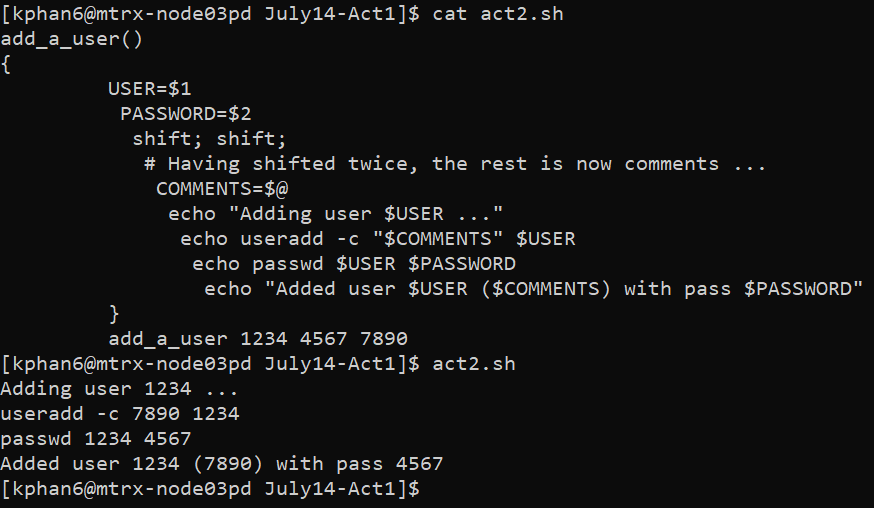 [kphan6@mtrx-node03pd July14-Act1]$ cat act2.sh
add_a_user()
{
         USER=$1
          PASSWORD=$2
           shift; shift;
            # Having shifted twice, the rest is now comments ...
             COMMENTS=$@
              echo "Adding user $USER ..."
               echo useradd -c "$COMMENTS" $USER
                echo passwd $USER $PASSWORD
                 echo "Added user $USER ($COMMENTS) with pass $PASSWORD"
         }
         add_a_user 1234 4567 7890
[kphan6@mtrx-node03pd July14-Act1]$ act2.sh
Adding user 1234 ...
useradd -c 7890 1234
passwd 1234 4567
Added user 1234 (7890) with pass 4567
[kphan6@mtrx-node03pd July14-Act1]$